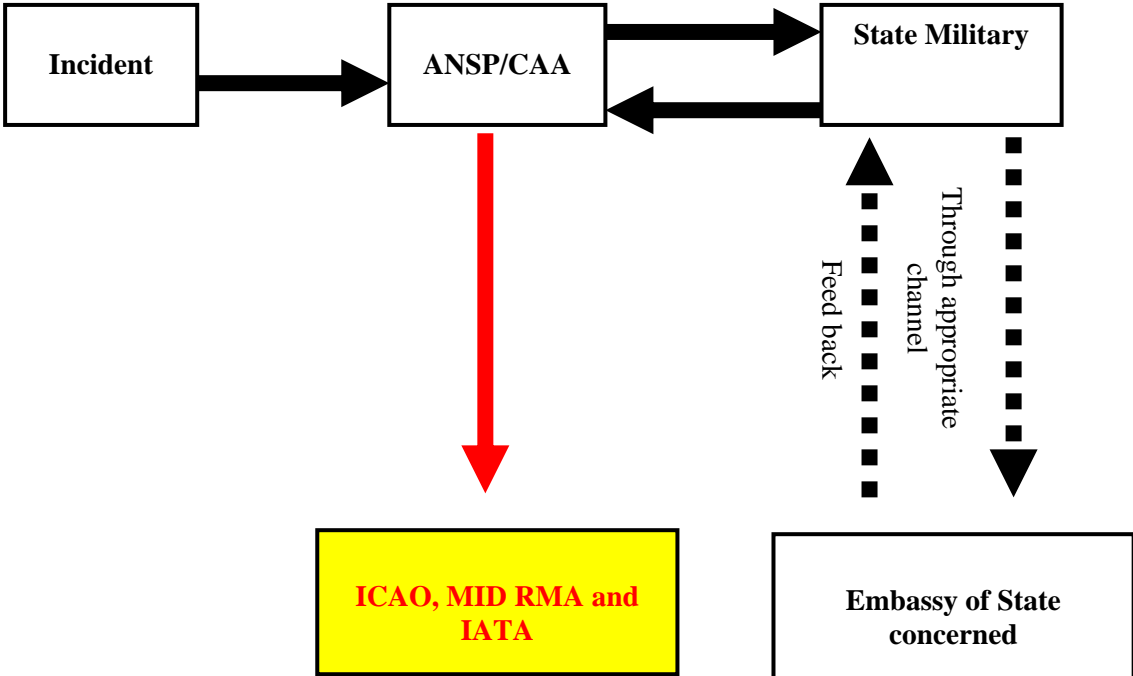 Incident
ANSP/CAA
State Military
Through appropriate
channel
Feed back
ICAO, MID RMA and
IATA
Embassy of State
concerned